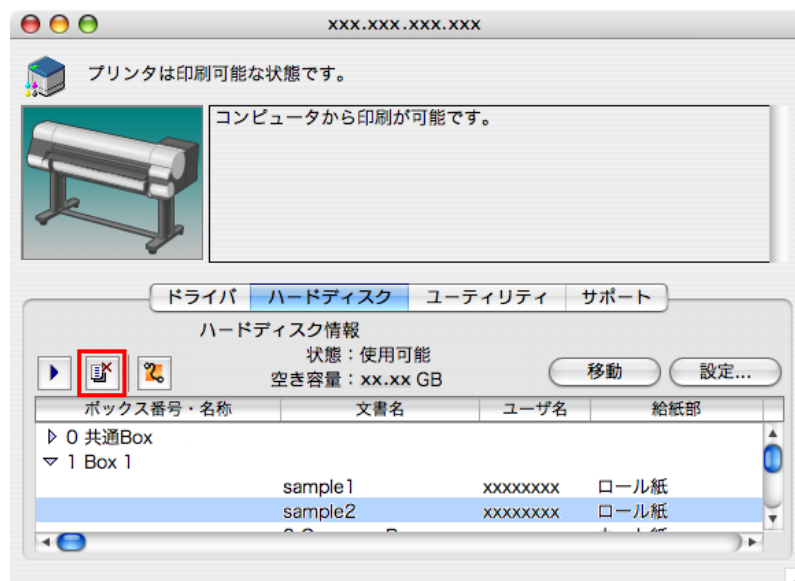 xxx.xxx.xxx.xxx
プリンタは印刷可能な状態です。
コンピュータから印刷が可能です。
ドライバ ハードディスク ユーティリティ サポート
ハードディスク情報
状態：使用可能
空き容量：xx.xx GB
移動 設定...
ボックス番号・名称 文書名 ユーザ名 給紙部
0 共通Box
1 Box 1
sample1 xxxxxxxx ロール紙
sample2 xxxxxxxx ロール紙